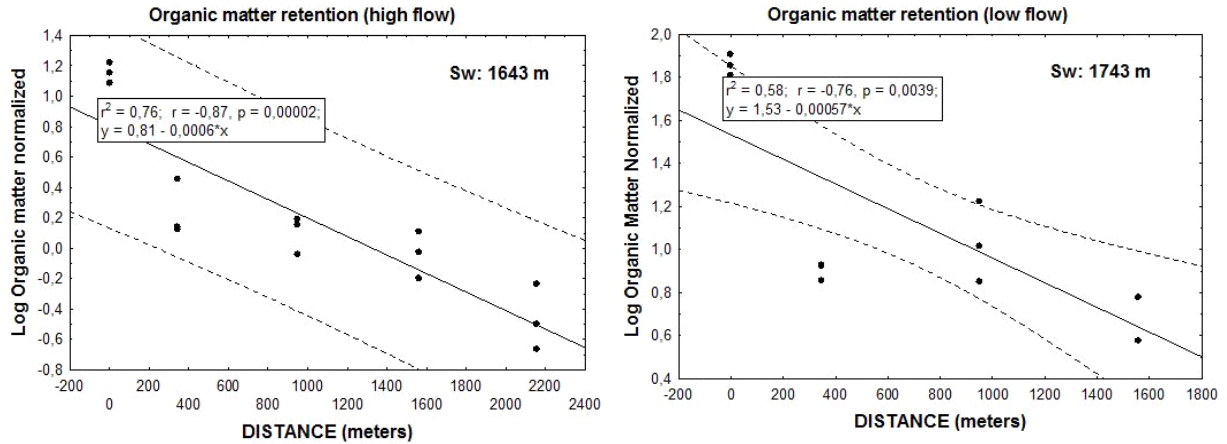 Organic matter retention (high flow)
Log Organic matter normalized
1,4
1,2
1,0
0,8
0,6
0,4
0,2
0,0
-0,2
-0,4
-0,6
-0,8
Sw: 1643 m
r² = 0,76; r = -0,87, p = 0,00002;
y = 0,81 - 0,0006*x
-200 200 600 1000 1400 1800 2200
0 400 800 1200 1600 2000 2400
DISTANCE (meters)
Organic matter retention (low flow)
Log Organic Matter Normalized
2,0
1,8
1,6
1,4
1,2
1,0
0,8
0,6
0,4
Sw: 1743 m
r² = 0,58; r = -0,76, p = 0,0039;
y = 1,53 - 0,00057*x
-200 0 200 400 600 800 1000 1200 1400 1600 1800
DISTANCE (meters)